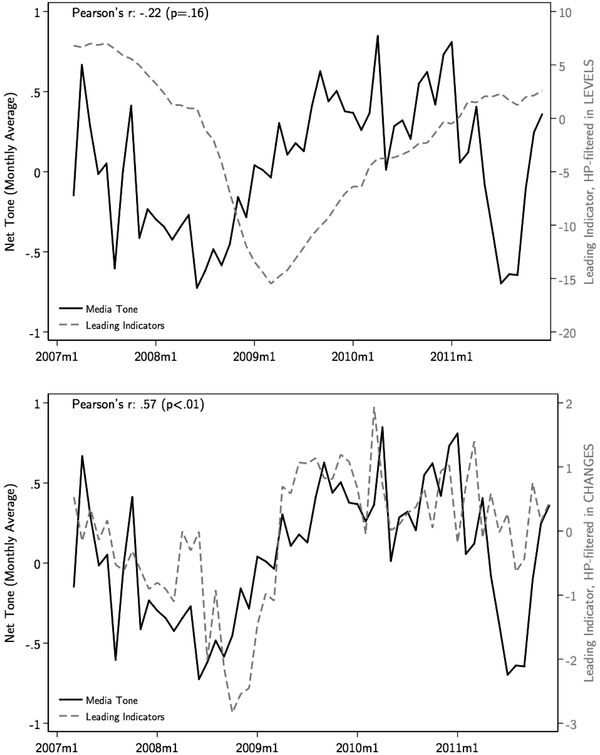 Pearson's r: -.22 (p=.16)
Net Tone (Monthly Average)
1
.5
0
-.5
-1
10
5
0
-5
-10
-15
-20
Leading Indicator, HP-filtered in LEVELS
Media Tone
Leading Indicators
2007m1 2008m1 2009m1 2010m1 2011m1
Pearson's r: .57 (p<.01)
Net Tone (Monthly Average)
1
.5
0
-.5
-1
2
1
0
-1
-2
-3
Leading Indicator, HP-filtered in CHANGES
Media Tone
Leading Indicators
2007m1 2008m1 2009m1 2010m1 2011m1